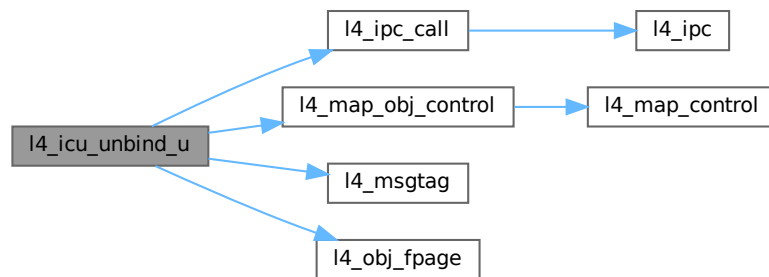 l4_icu_unbind_u
l4_ipc_call
l4_ipc
l4_map_obj_control
l4_map_control
l4_msgtag
l4_obj_fpage